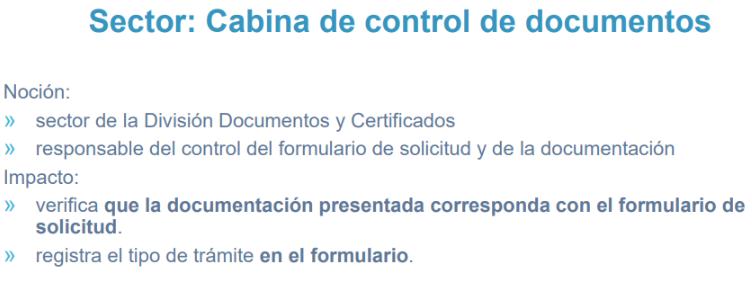 Sector: Cabina de control de documentos
Noción:
» sector de la División Documentos y Certificados
» responsable del control del formulario de solicitud y de la documentación
Impacto:
» verifica que la documentación presentada corresponda con el formulario de
solicitud.
» registra el tipo de trámite en el formulario.